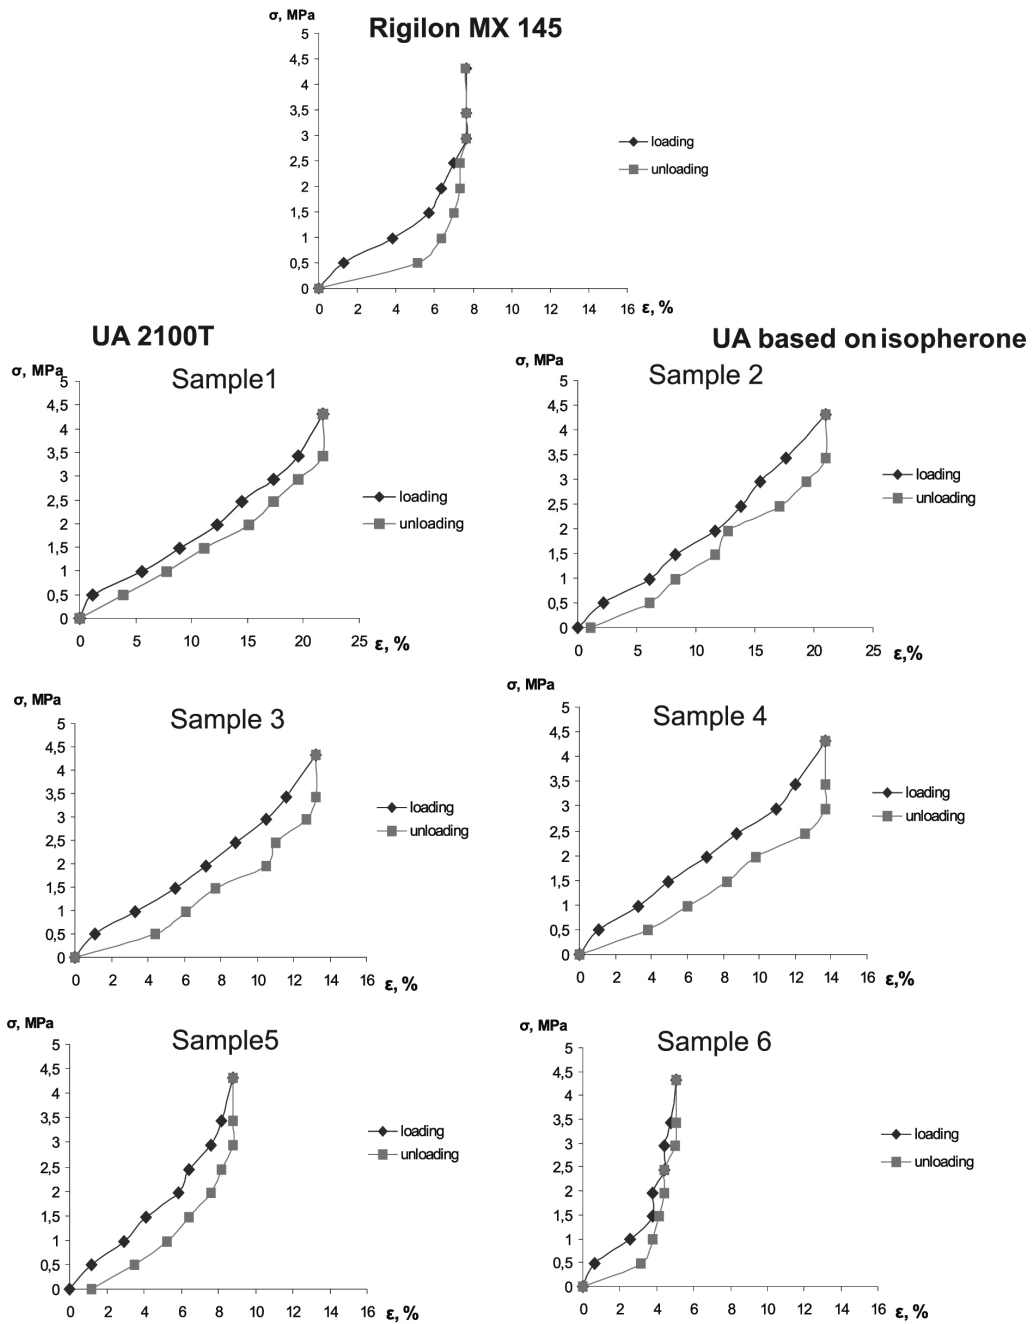 σ, MPa
Rigilon MX 145
5
4,5
4
3,5
3
2,5
2
1,5
1
0,5
0
0 2 4 6 8 10 12 14 16 ε, %
loading
unloading
UA 2100T
UA based on isopherone
σ, MPa
Sample1
5
4,5
4
3,5
3
2,5
2
1,5
1
0,5
0
0 5 10 15 20 25 ε, %
loading
unloading
σ, MPa
Sample 2
5
4,5
4
3,5
3
2,5
2
1,5
1
0,5
0
0 5 10 15 20 25 ε,%
loading
unloading
σ, MPa
Sample 3
5
4,5
4
3,5
3
2,5
2
1,5
1
0,5
0
0 2 4 6 8 10 12 14 16 ε, %
loading
unloading
σ, MPa
Sample 4
5
4,5
4
3,5
3
2,5
2
1,5
1
0,5
0
0 2 4 6 8 10 12 14 16 ε,%
loading
unloading
σ, MPa
Sample5
5
4,5
4
3,5
3
2,5
2
1,5
1
0,5
0
0 2 4 6 8 10 12 14 16 ε, %
loading
unloading
σ, MPa
Sample 6
5
4,5
4
3,5
3
2,5
2
1,5
1
0,5
0
0 2 4 6 8 10 12 14 16 ε, %
loading
unloading